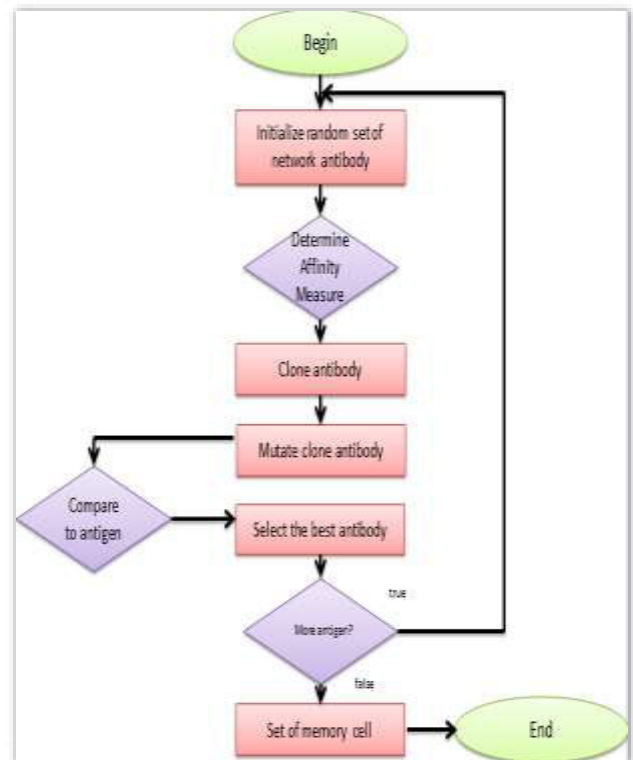 Begin
Initialize random set of
network antibody
Determine
Affinity
Measure
Clone antibody
Mutate clone antibody
Compare
to antigen
Select the best antibody
More antigen?
true
false
Set of memory cell
End